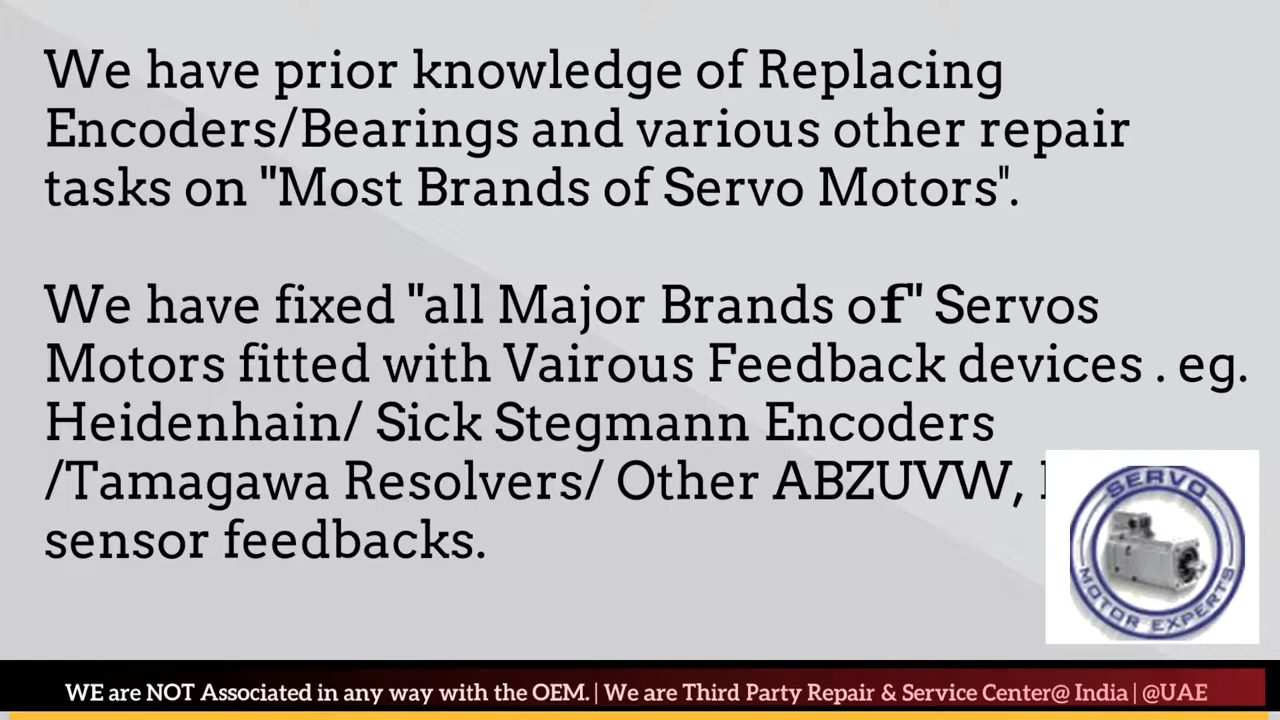 We have prior knowledge of Replacing
Encoders/Bearings and various other repair
tasks on "Most Brands of Servo Motors".
We have fixed "all Major Brands of" Servos
Motors fitted with Vairous Feedback devices . eg.
Heidenhain/ Sick Stegmann Encoders
/Tamagawa Resolvers/ Other ABZUVW,
sensor feedbacks.
SERVO
MOTOR EXPERTS
WE are NOT Associated in any way with the OEM. | We are Third Party Repair & Service Center@ India | @UAE